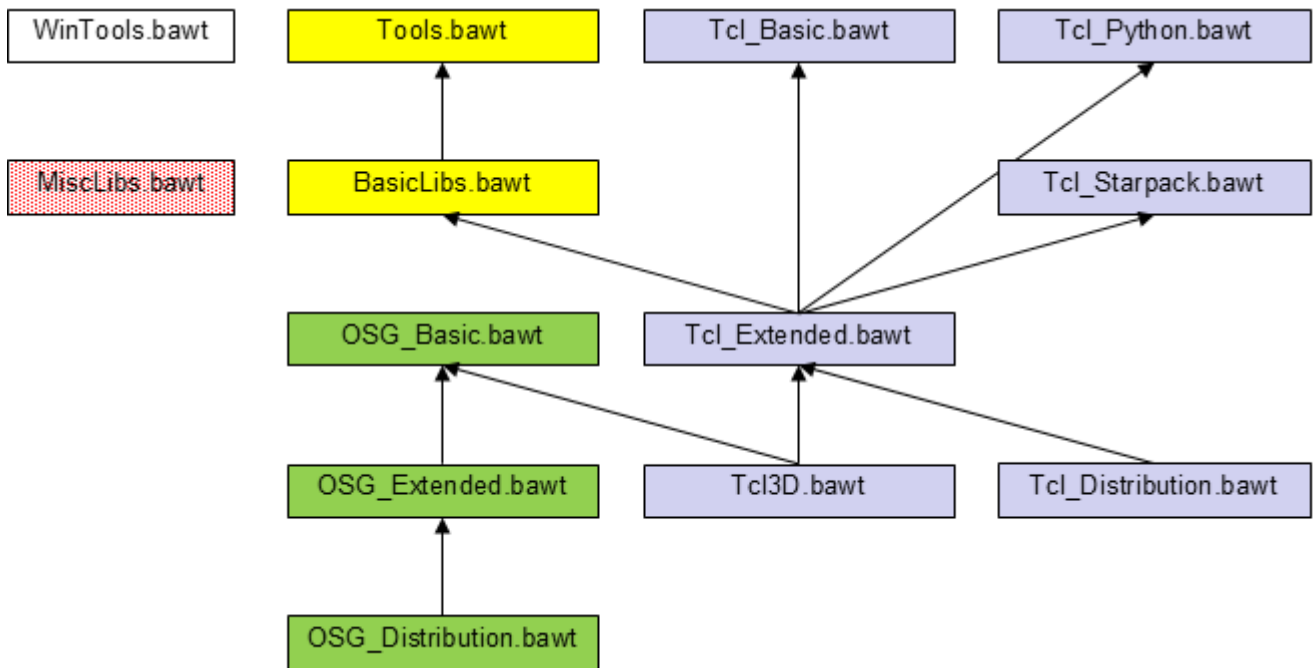 WinTools.bawt
Tools.bawt
Tcl_Basic.bawt
Tcl_Python.bawt
MiscLibs.bawt
BasicLibs.bawt
Tcl_Starpack.bawt
OSG_Basic.bawt
Tcl_Extended.bawt
OSG_Extended.bawt
Tcl3D.bawt
Tcl_Distribution.bawt
OSG_Distribution.bawt